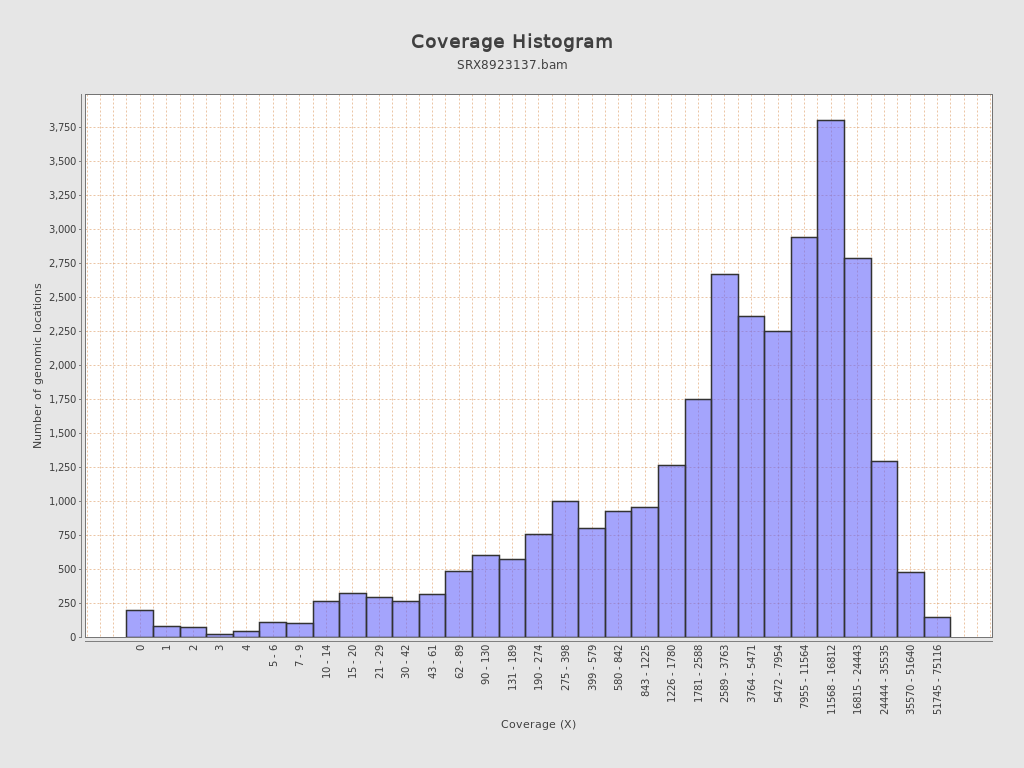 Coverage Histogram
SRX8923137.bam
Number of genomic locations
3,750
3,500
3,250
3,000
2,750
2,500
2,250
2,000
1,750
1,500
1,250
1,000
750
500
250
0
0
1
2
3
4
5 - 6
7 - 9
10 - 14
15 - 20
21 - 29
30 - 42
43 - 61
62 - 89
90 - 130
131 - 189
190 - 274
275 - 398
399 - 579
580 - 842
843 - 1225
1226 - 1780
1781 - 2588
2589 - 3763
3764 - 5471
5472 - 7954
7955 - 11564
11568 - 16812
16815 - 24443
24444 - 35535
35570 - 51640
51745 - 75116
Coverage (X)